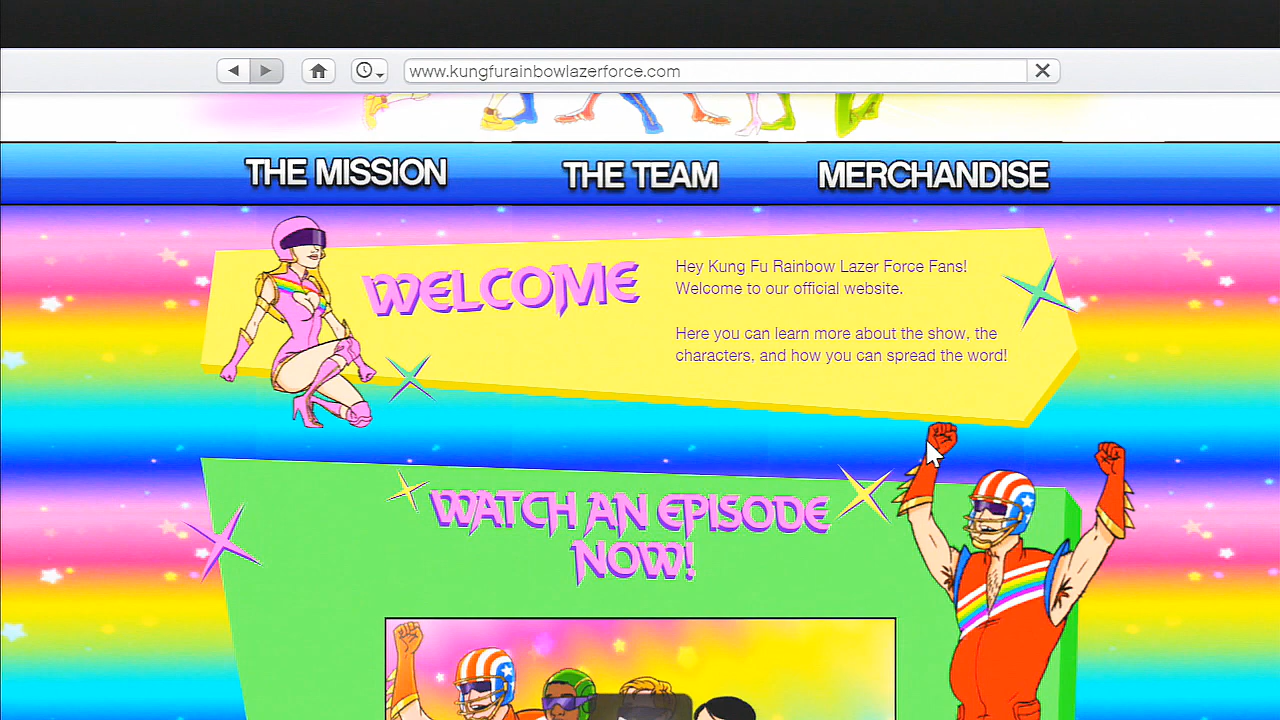 www.kungfurainbowlazerforce.com
THE MISSION
THE TEAM
MERCHANDISE
WELCOME
Hey Kung Fu Rainbow Lazer Force Fans!
Welcome to our official website.
Here you can learn more about the show, the
characters, and how you can spread the word!
WATCH AN EPISODE
NOW!